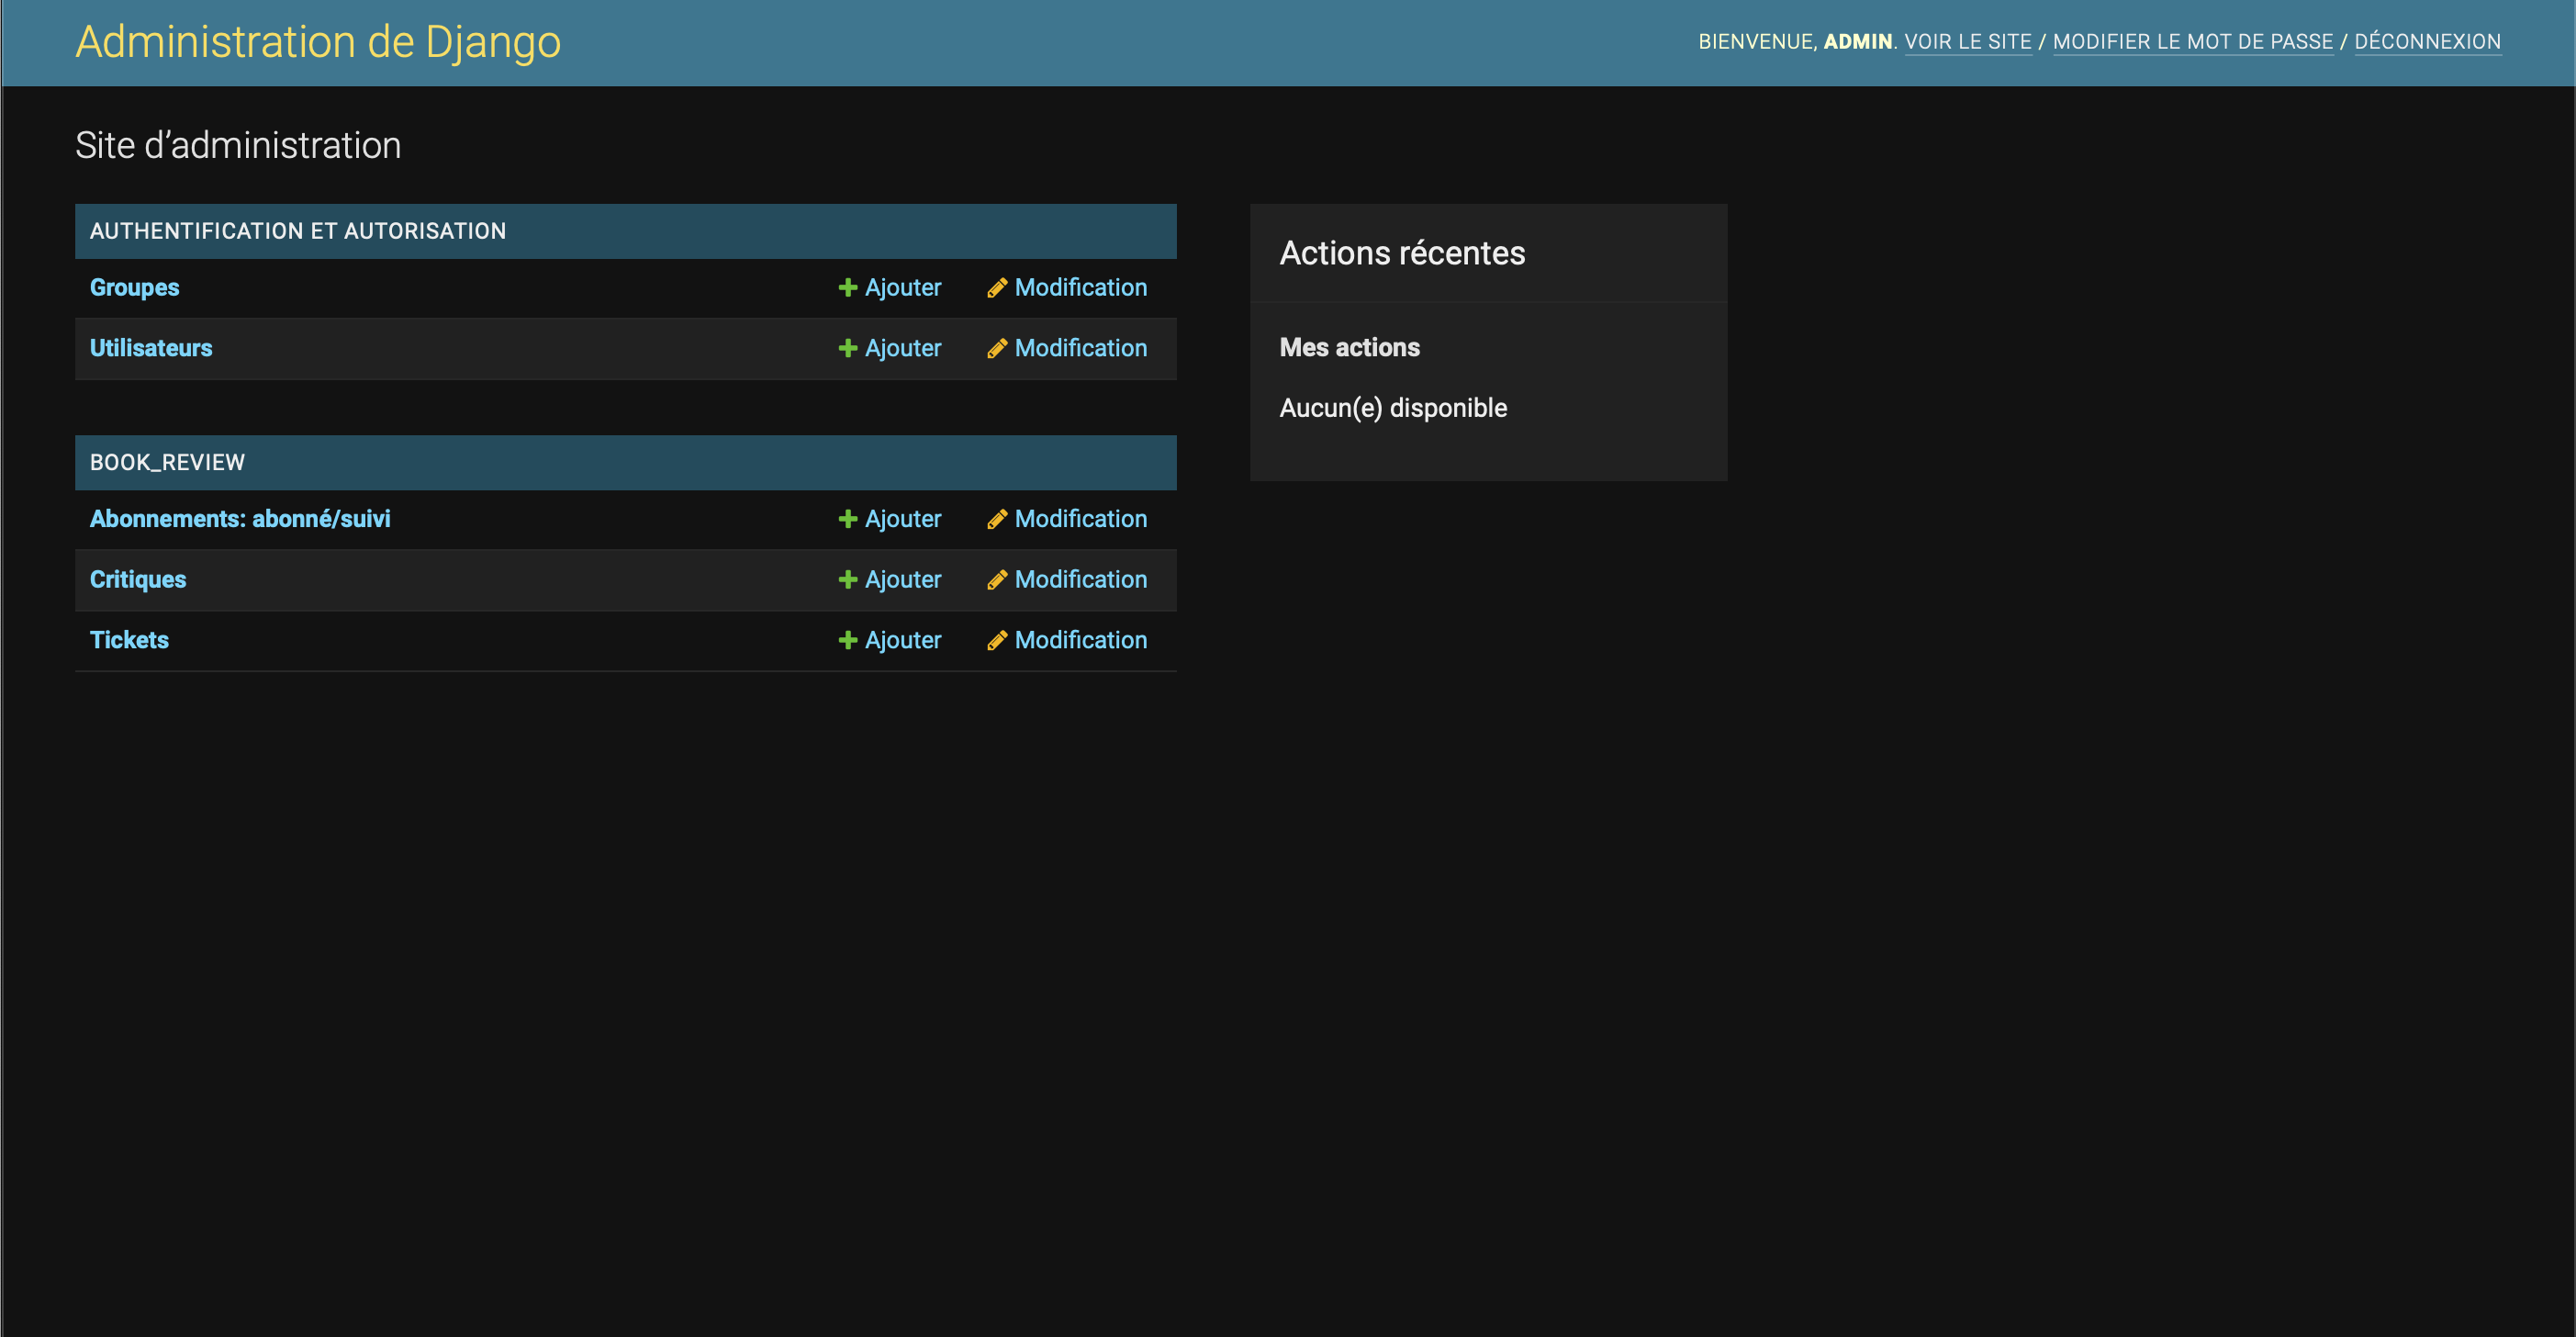 Administration de Django
BIENVENUE, ADMIN. VOIR LE SITE / MODIFIER LE MOT DE PASSE / DÉCONNEXION
Site d’administration
AUTHENTIFICATION ET AUTORISATION
Groupes Ajouter Modification
Utilisateurs Ajouter Modification
BOOK_REVIEW
Abonnements: abonné/suivi Ajouter Modification
Critiques Ajouter Modification
Tickets Ajouter Modification
Actions récentes
Mes actions
Aucun(e) disponible